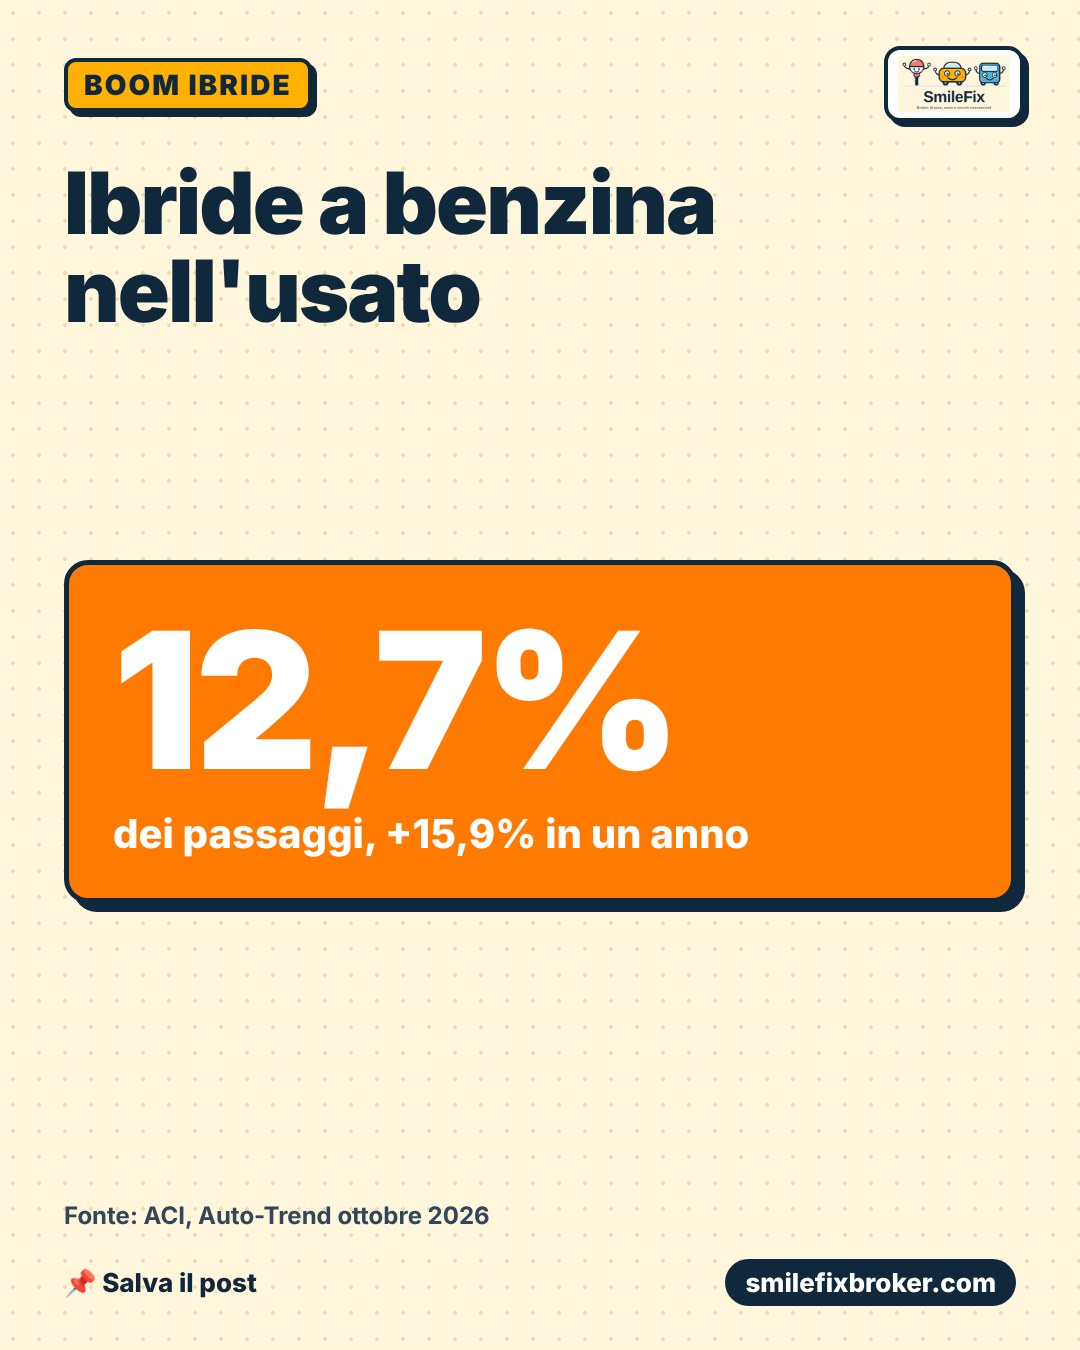 BOOM IBRIDE
SmileFix
Ibride a benzina
nell'usato
12,7%
dei passaggi, +15,9% in un anno
Fonte: ACI, Auto-Trend ottobre 2026
📌 Salva il post
smilefixbroker.com